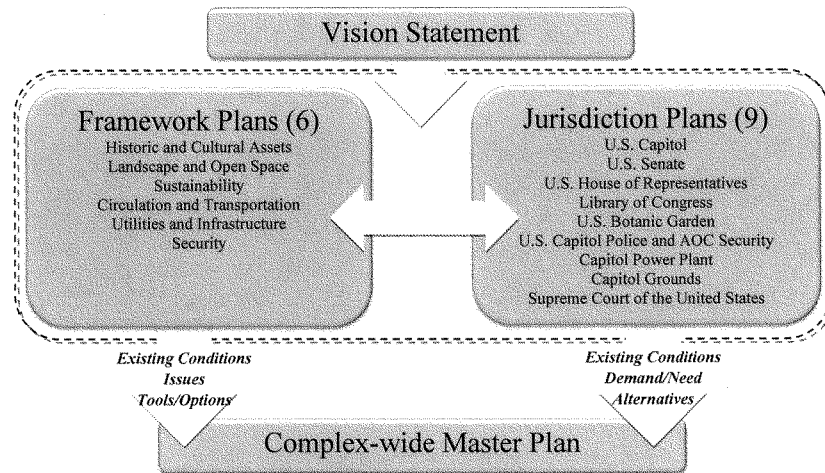 Vision Statement
Framework Plans (6)
Historic and Cultural Assets
Landscape and Open Space
Sustainability
Circulation and Transportation
Utilities and Infrastructure
Security
Jurisdiction Plans (9)
U.S. Capitol
U.S. Senate
U.S. House of Representatives
Library of Congress
U.S. Botanic Garden
U.S. Capitol Police and AOC Security
Capitol Power Plant
Capitol Grounds
Supreme Court of the United States
Existing Conditions
Issues
Tools/Options
Existing Conditions
Demand/Need
Alternatives
Complex-wide Master Plan